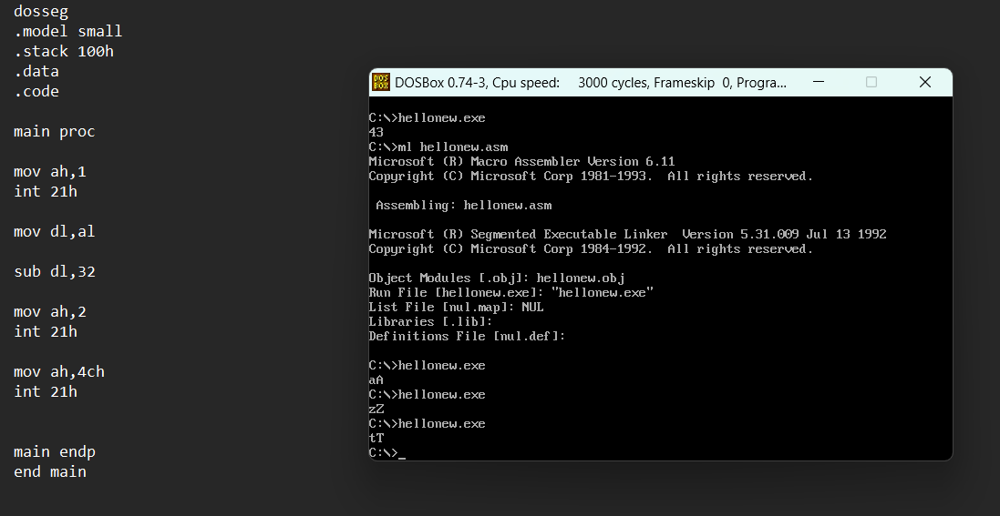 dosseg
.model small
.stack 100h
.data
.code
main proc
mov ah,1
int 21h
mov dl,al
sub dl,32
mov ah,2
int 21h
mov ah,4ch
int 21h
main endp
end main
DOSBox 0.74-3, Cpu speed: 3000 cycles, Frameskip 0, Progra...
C:\>hellonew.exe
43
C:\>ml hellonew.asm
Microsoft (R) Macro Assembler Version 6.11
Copyright (C) Microsoft Corp 1981-1993. All rights reserved.
Assembling: hellonew.asm
Microsoft (R) Segmented Executable Linker Version 5.31.009 Jul 13 1992
Copyright (C) Microsoft Corp 1984-1992. All rights reserved.
Object Modules [.obj]: hellonew.obj
Run File [hellonew.exe]: "hellonew.exe"
List File [nul.map]: NUL
Libraries [.lib]:
Definitions File [nul.def]:
C:\>hellonew.exe
aA
C:\>hellonew.exe
zZ
C:\>hellonew.exe
tT
C:\>_